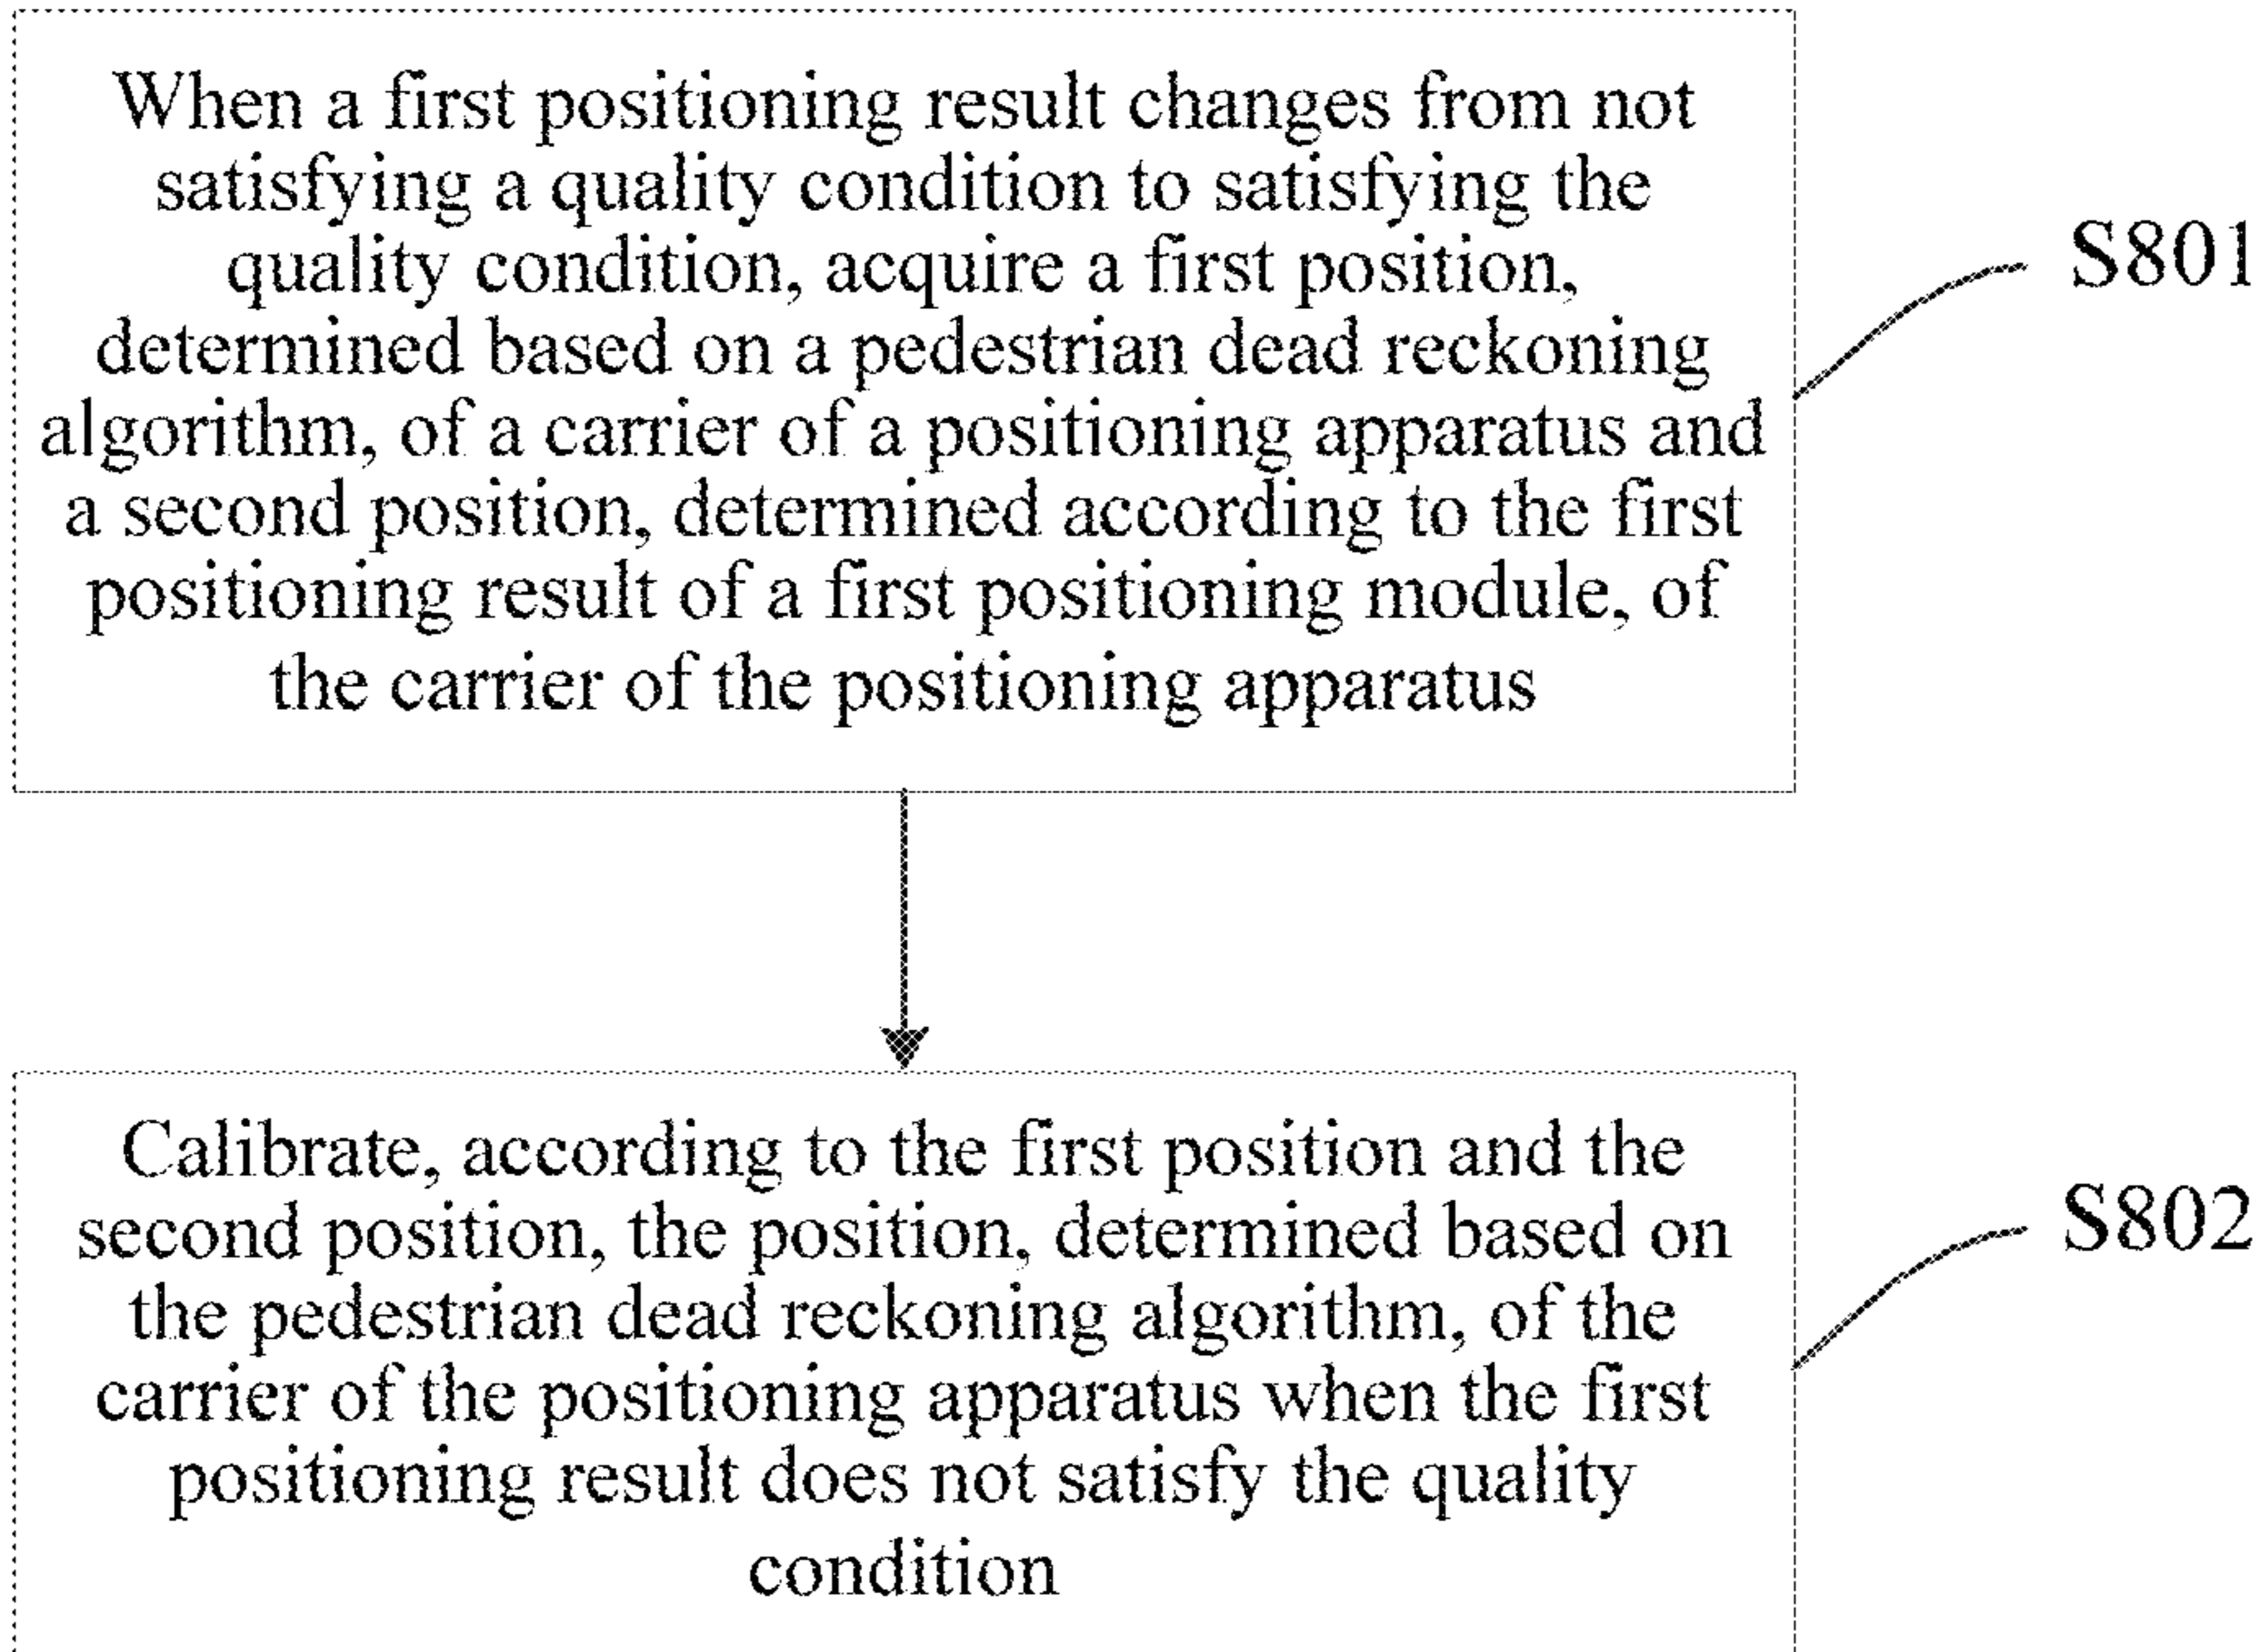 When a first positioning result changes from not
satisfying a quality condition to satisfying the
quality condition, acquire a first position,
determined based on a pedestrian dead reckoning
algorithm, of a carrier of a positioning apparatus and
a second position, determined according to the first
positioning result of a first positioning module, of
the carrier of the positioning apparatus
S801
Calibrate, according to the first position and the
second position, the position, determined based on
the pedestrian dead reckoning algorithm, of the
carrier of the positioning apparatus when the first
positioning result does not satisfy the quality
condition
S802